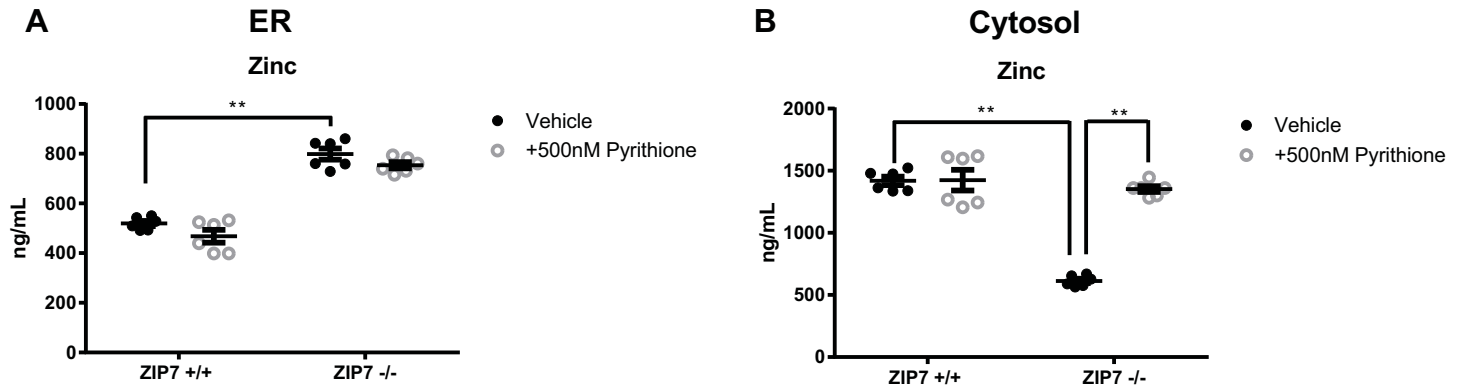 A
ER
Zinc
1000
800
600
400
200
0
ng/mL
**
ZIP7 +/+
ZIP7 -/-
Vehicle
+500nM Pyrithione
B
Cytosol
Zinc
2000
1500
1000
500
0
ng/mL
**
**
ZIP7 +/+
ZIP7 -/-
Vehicle
+500nM Pyrithione